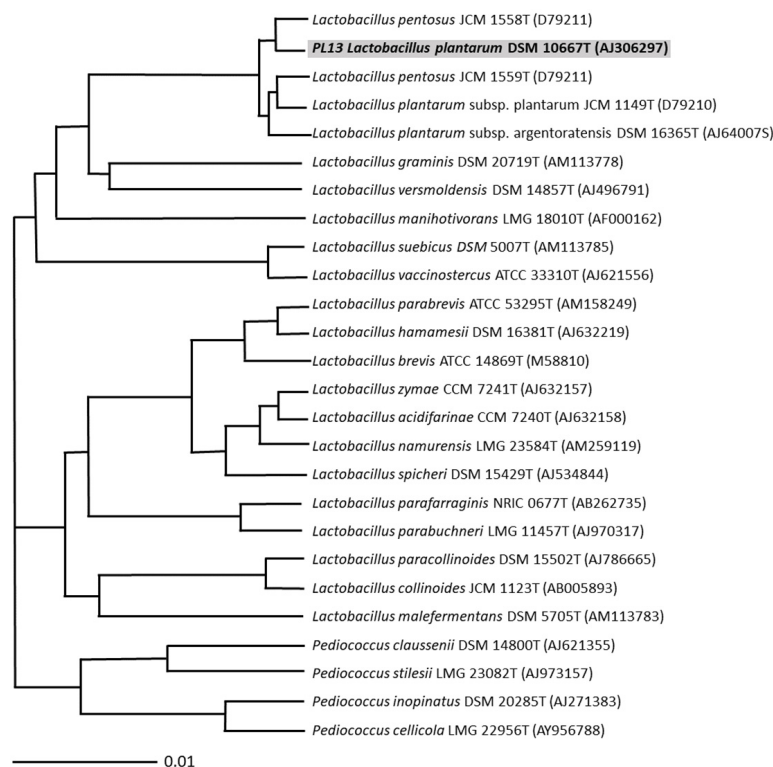 Lactobacillus pentosus JCM 1558T (D79211)
PL13 Lactobacillus plantarum DSM 10667T (AJ306297)
Lactobacillus pentosus JCM 1559T (D79211)
Lactobacillus plantarum subsp. plantarum JCM 1149T (D79210)
Lactobacillus plantarum subsp. argentoratensis DSM 16365T (AJ64007S)
Lactobacillus graminis DSM 20719T (AM113778)
Lactobacillus versmoldensis DSM 14857T (AJ496791)
Lactobacillus manihotivorans LMG 18010T (AF000162)
Lactobacillus suebicus DSM 5007T (AM113785)
Lactobacillus vaccinostercus ATCC 33310T (AJ621556)
Lactobacillus parabrevis ATCC 53295T (AM158249)
Lactobacillus hamamesii DSM 16381T (AJ632219)
Lactobacillus brevis ATCC 14869T (M58810)
Lactobacillus zymae CCM 7241T (AJ632157)
Lactobacillus acidifarinae CCM 7240T (AJ632158)
Lactobacillus namurensis LMG 23584T (AM259119)
Lactobacillus spicheri DSM 15429T (AJ534844)
Lactobacillus parafarraginis NRIC 0677T (AB262735)
Lactobacillus parabuchneri LMG 11457T (AJ970317)
Lactobacillus paracollinoides DSM 15502T (AJ786665)
Lactobacillus collinoides JCM 1123T (AB005893)
Lactobacillus malefermentans DSM 5705T (AM113783)
Pediococcus claussenii DSM 14800T (AJ621355)
Pediococcus stilesii LMG 23082T (AJ973157)
Pediococcus inopinatus DSM 20285T (AJ271383)
Pediococcus cellicola LMG 22956T (AY956788)
0.01